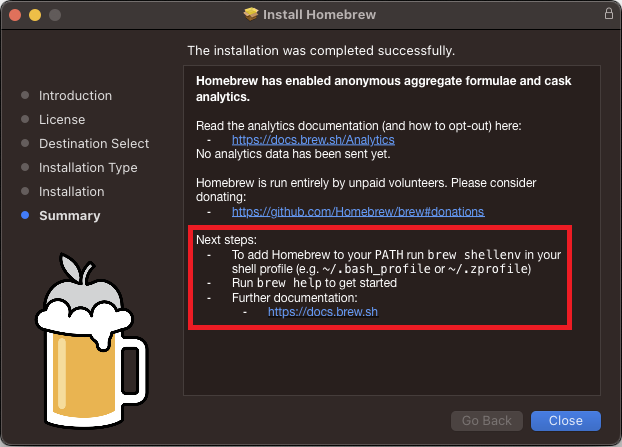 Install Homebrew
The installation was completed successfully.
Introduction
License
Destination Select
Installation Type
Installation
Summary
Homebrew has enabled anonymous aggregate formulae and cask
analytics.
Read the analytics documentation (and how to opt-out) here:
- https://docs.brew.sh/Analytics
No analytics data has been sent yet.
Homebrew is run entirely by unpaid volunteers. Please consider
donating:
- https://github.com/Homebrew/brew#donations
Next steps:
- To add Homebrew to your PATH run brew shellenv in your
shell profile (e.g. ~/.bash_profile or ~/.zprofile)
- Run brew help to get started
- Further documentation:
- https://docs.brew.sh
Go Back
Close